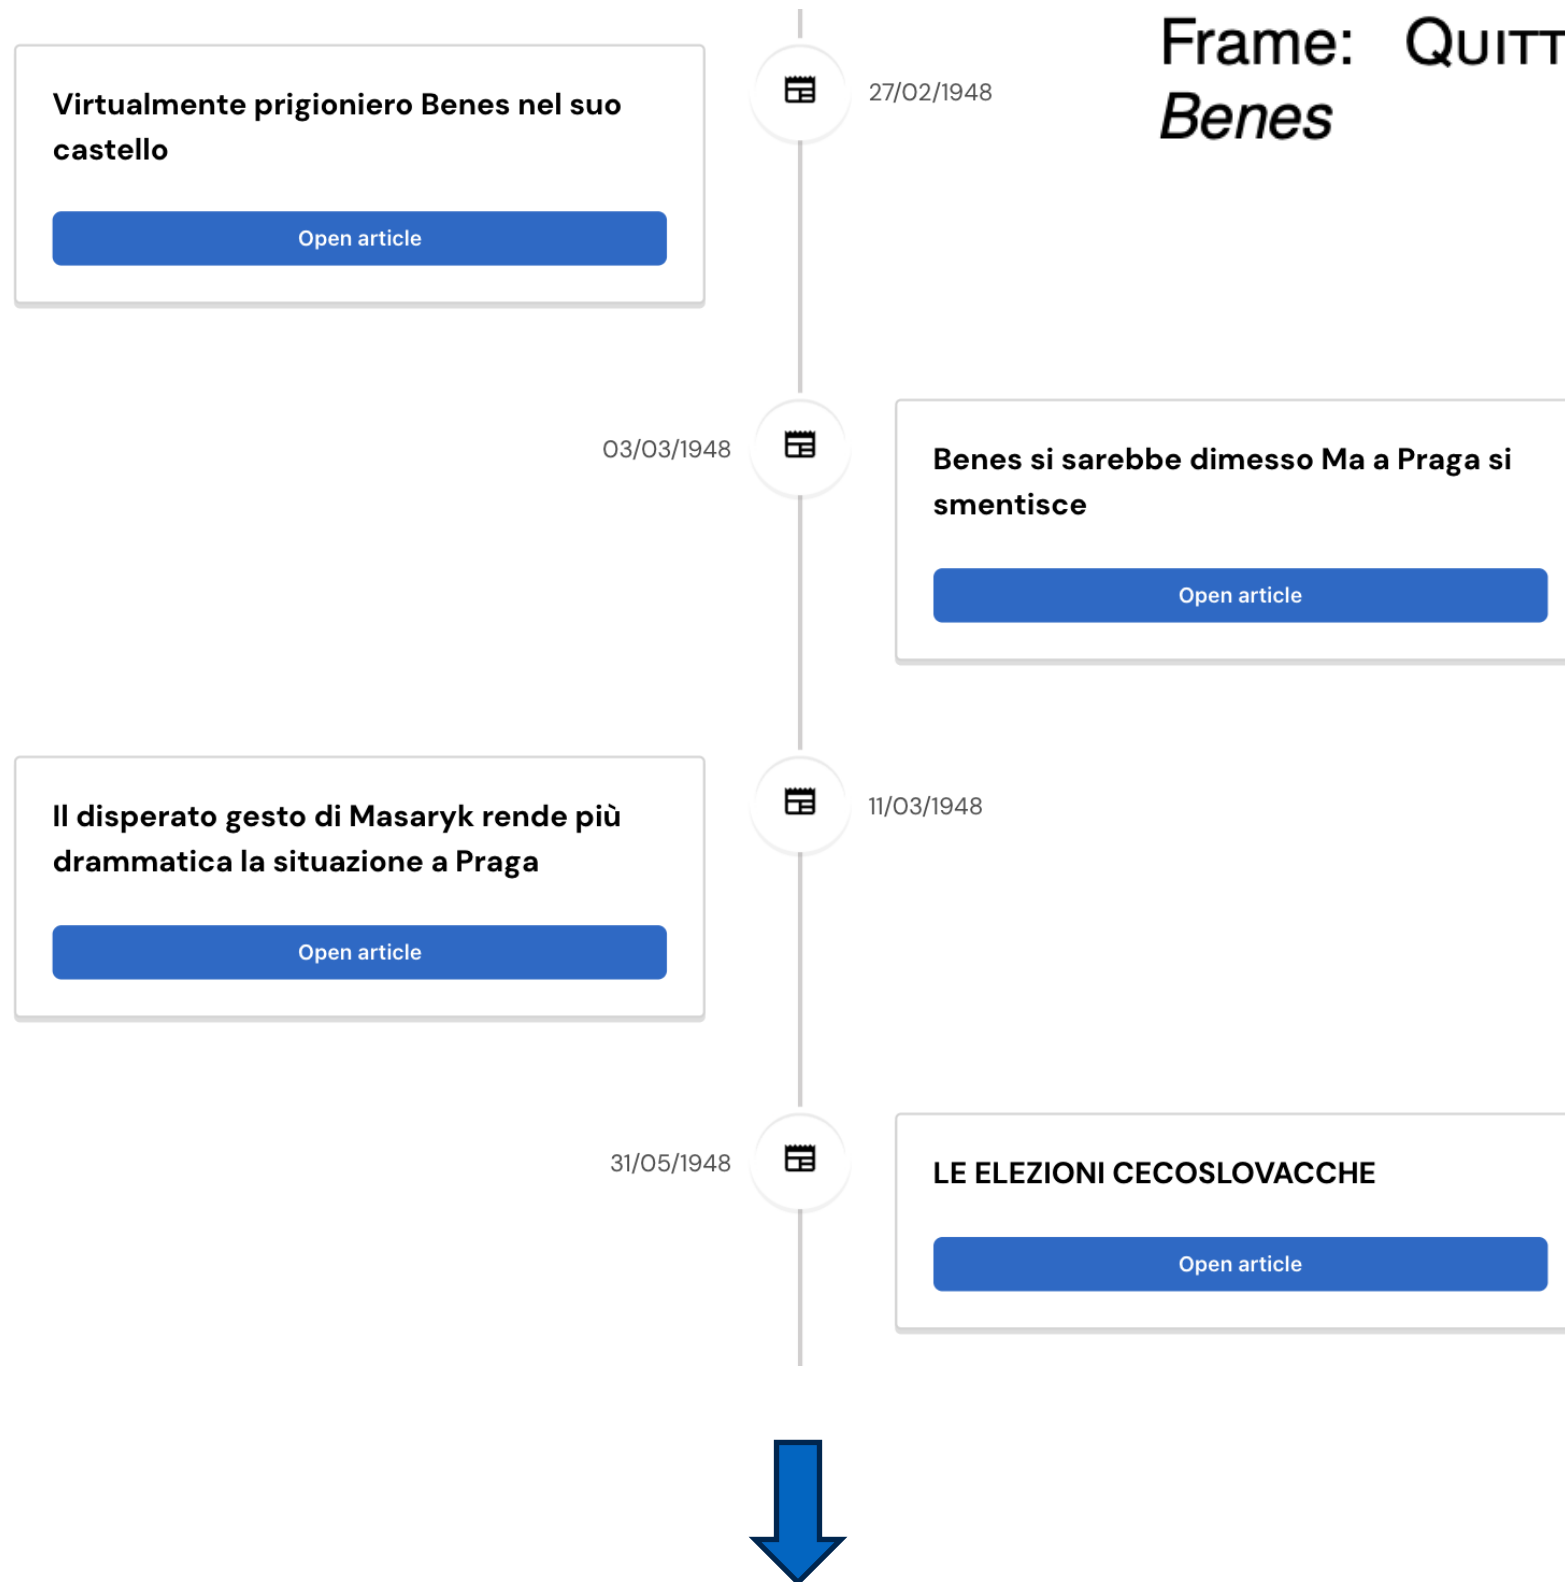 Frame: QUITT
Benes
27/02/1948
Virtualmente prigioniero Benes nel suo
castello
Open article
03/03/1948
Benes si sarebbe dimesso Ma a Praga si
smentisce
Open article
11/03/1948
Il disperato gesto di Masaryk rende più
drammatica la situazione a Praga
Open article
31/05/1948
LE ELEZIONI CECOSLOVACCHE
Open article